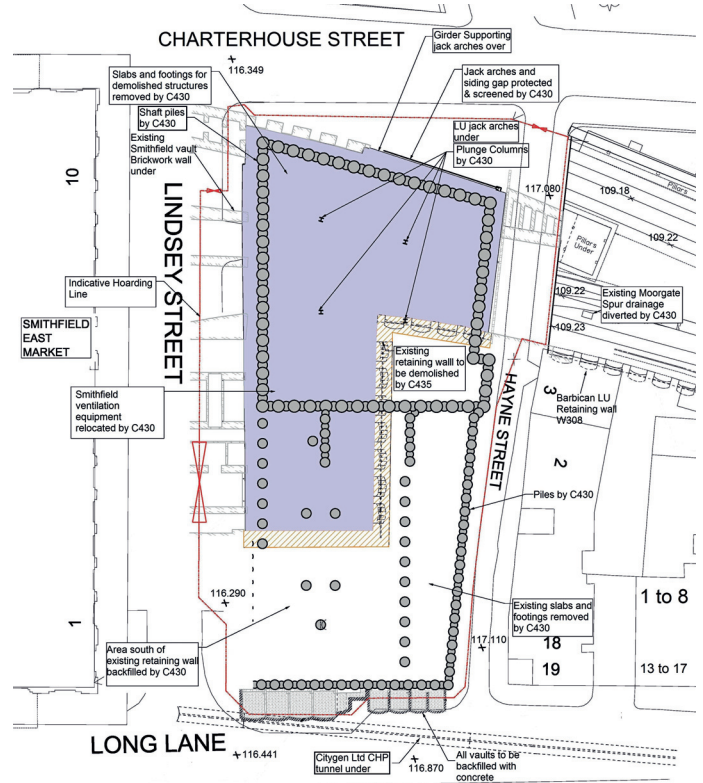 CHARTERHOUSE STREET
116.349
Girder Supporting
jack arches over
Slabs and footings for
demolished structures
removed by C430
Jack arches and
siding gap protected
& screened by C430
Shaft piles
by C430
LU jack arches
under
Plunge Columns
by C430
Existing
Smithfield vault
Brickwork wall
under
10
LINDSEY STREET
117.080
109.18
Pillars
109.22
Pillars
Under
Indicative Hoarding
Line
109.22
109.23
Existing Moorgate
Spur drainage
diverted by C430
SMITHFIELD
EAST
MARKET
Existing
retaining walll to
be demolished
by C435
HAYNE STREET
3
Barbican LU
Retaining wall
W308
Smithfield
ventilation
equipment
relocated by C430
2
Piles by C430
116.290
1
Existing slabs and
footings removed
by C430
1 to 8
117.110
18
19
13 to 17
Area south of
existing retaining wall
backfilled by C430
LONG LANE
116.441
Citygen Ltd CHP
tunnel under
116.870
All vaults to be
backfilled with
concrete